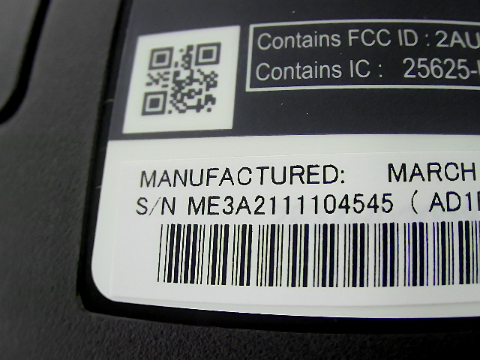 Contains FCC ID : 2AU
Contains IC : 25625-
MANUFACTURED: MARCH
S/N ME3A2111104545 ( AD1